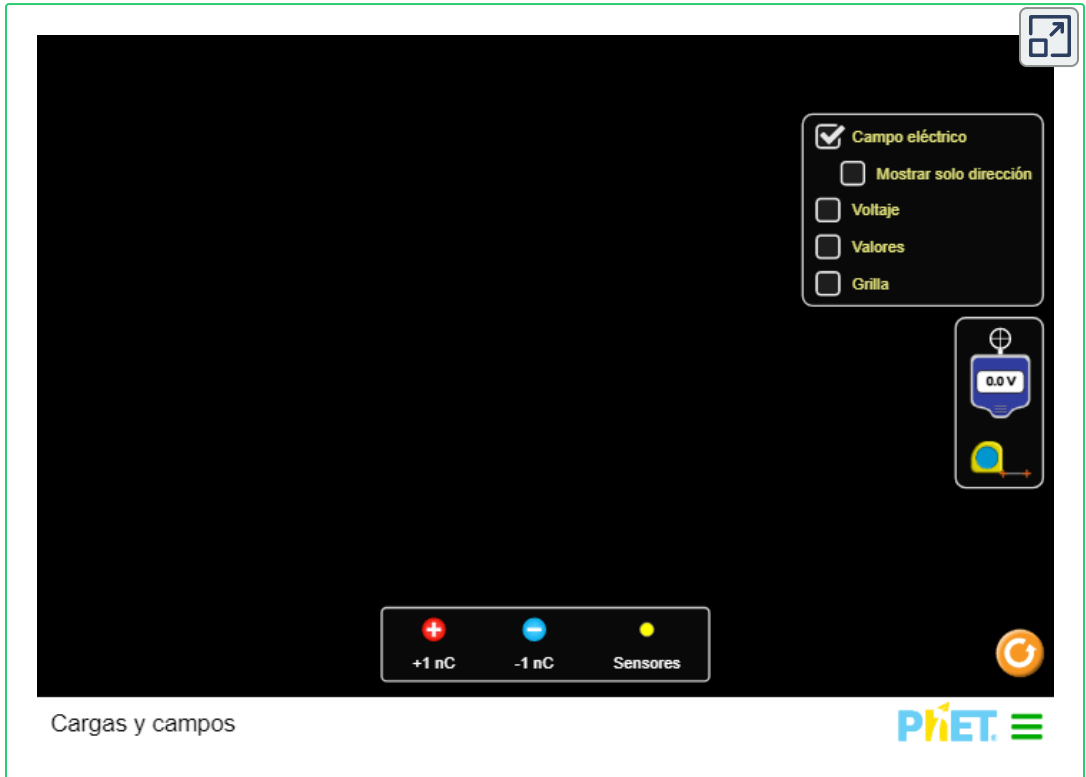 Campo eléctrico
Mostrar solo dirección
Voltaje
Valores
Grilla
0.0 V
+1 nC -1 nC Sensores
Cargas y campos PhET